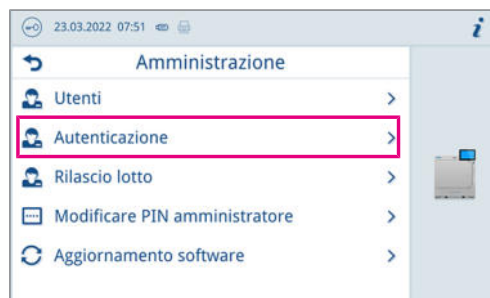 23.03.2022 07:51
Amministrazione
Utenti
Autenticazione
Rilascio lotto
Modificare PIN amministratore
Aggiornamento software